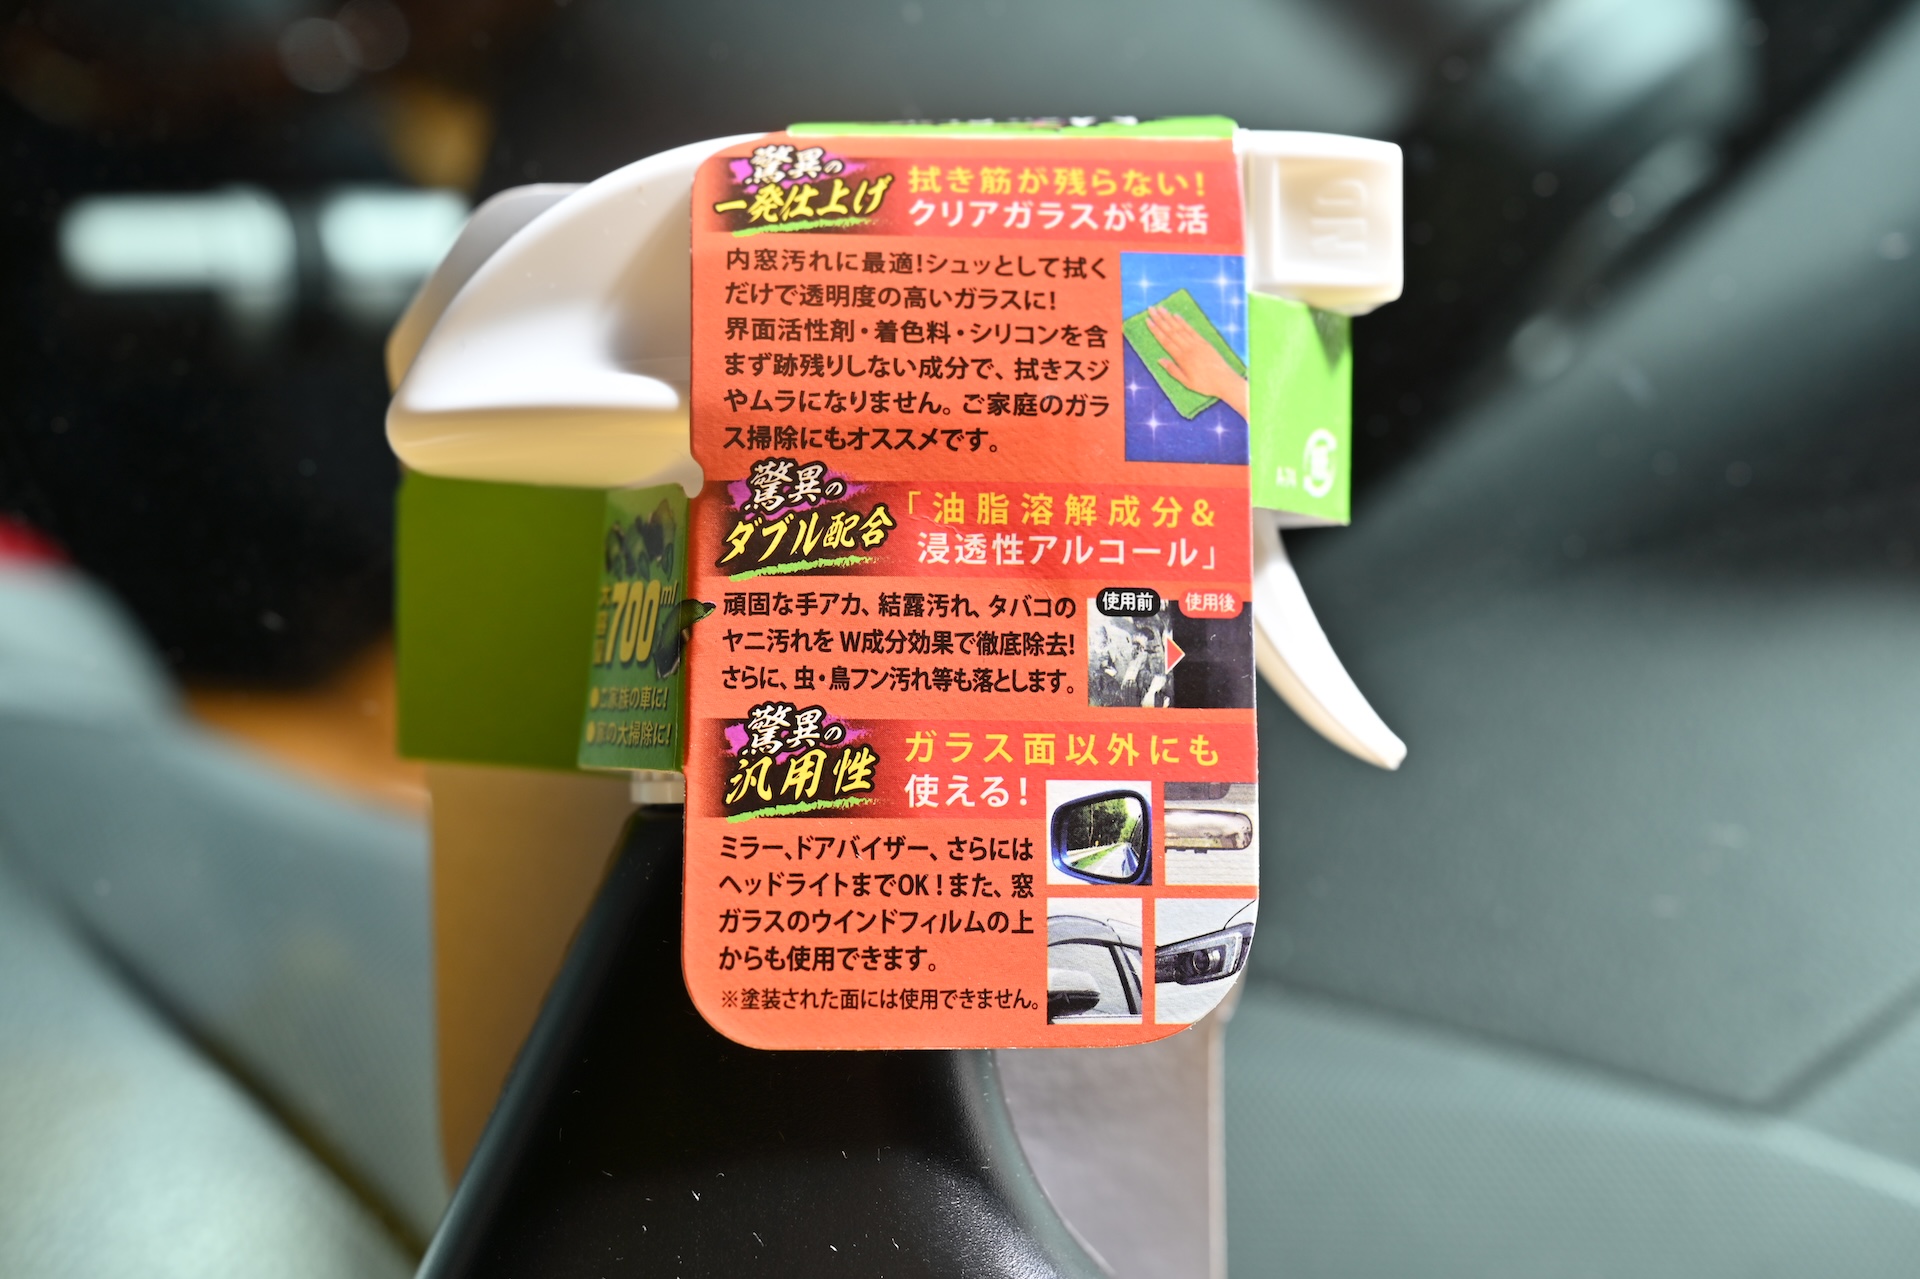 驚異の
一発仕上げ
拭き筋が残らない!
クリアガラスが復活
内窓汚れに最適!シュッとして拭く
だけで透明度の高いガラスに!
界面活性剤・着色料・シリコンを含
まず跡残りしない成分で、拭きスジ
やムラになりません。ご家庭のガラ
ス掃除にもオススメです。
驚異の
ダブル配合
「油脂溶解成分&
浸透性アルコール」
頑固な手アカ、結露汚れ、タバコの
ヤニ汚れを W成分効果で徹底除去!
さらに、虫・鳥フン汚れ等も落とします。
使用前
使用後
驚異の
汎用性
ガラス面以外にも
使える!
ミラー、ドアバイザー、さらには
ヘッドライトまでOK!また、窓
ガラスのウインドフィルムの上
からも使用できます。
※塗装された面には使用できません。
700ml
●ご家族の車に!
●家の大掃除に!